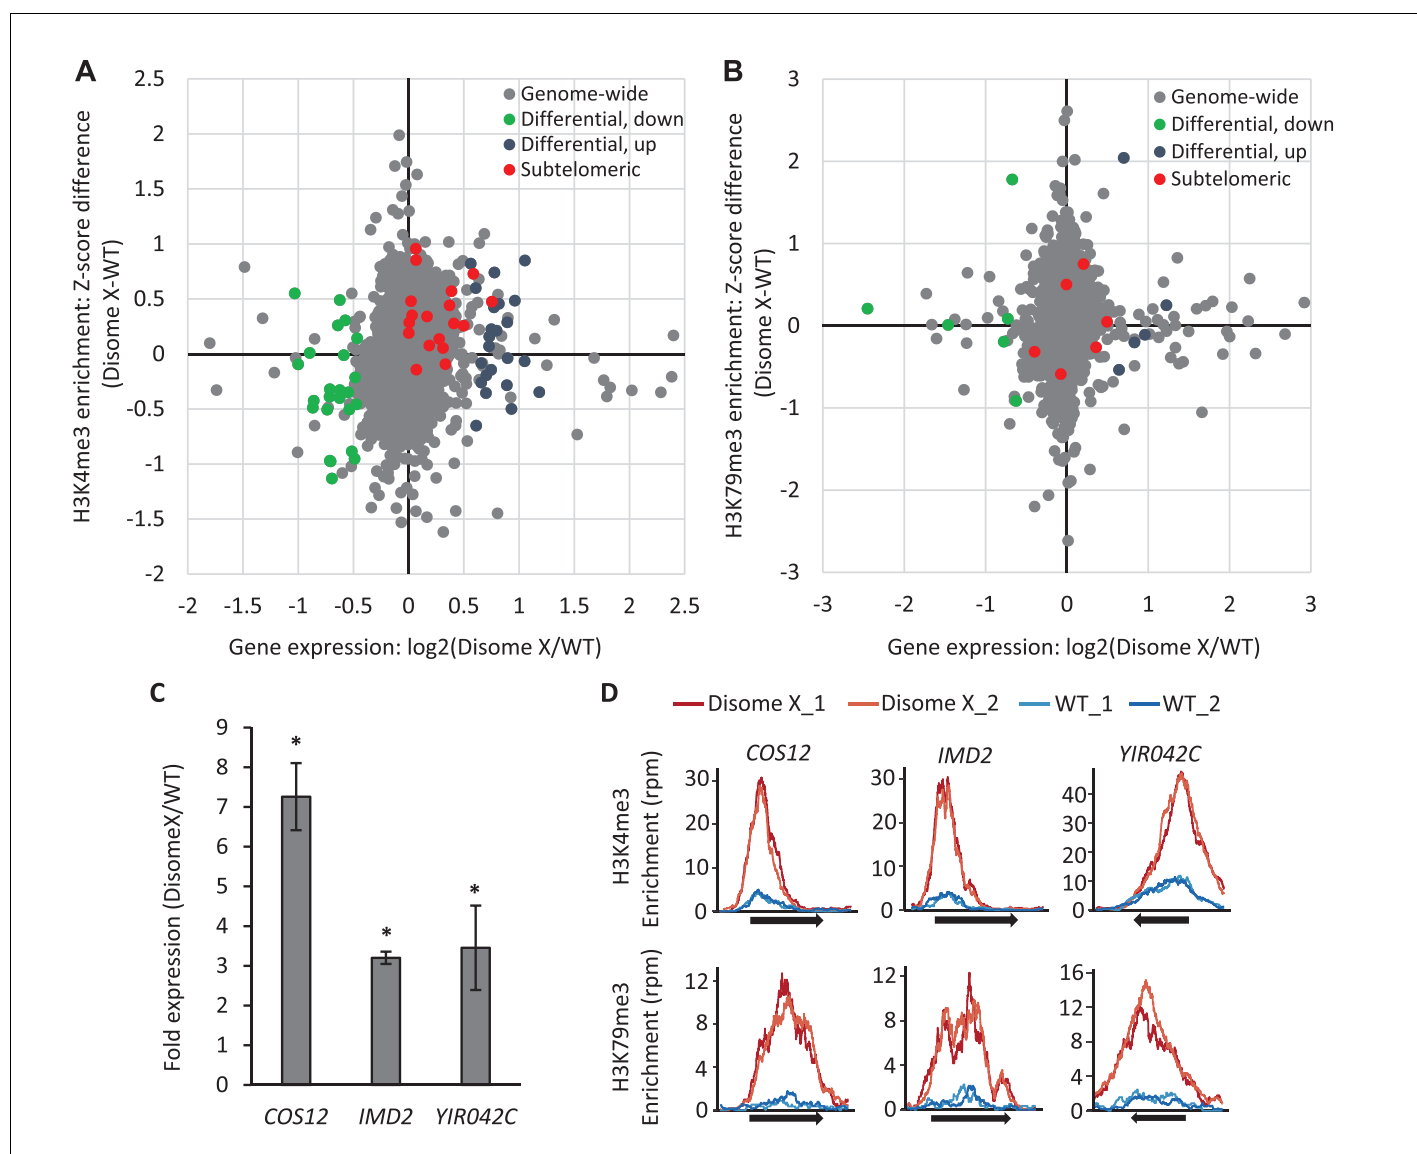 A
H3K4me3 enrichment: Z-score difference
(Disome X-WT)
2.5
2
1.5
1
0.5
0
-0.5
-1
-1.5
-2
Genome-wide
Differential, down
Differential, up
Subtelomeric
-2 -1.5 -1 -0.5 0 0.5 1 1.5 2 2.5
Gene expression: log2(Disome X/WT)
B
H3K79me3 enrichment: Z-score difference
(Disome X-WT)
3
2
1
0
-1
-2
-3
Genome-wide
Differential, down
Differential, up
Subtelomeric
-3 -2 -1 0 1 2 3
Gene expression: log2(Disome X/WT)
C
Fold expression (DisomeX/WT)
9
8
7
6
5
4
3
2
1
0
*
*
*
COS12 IMD2 YIR042C
D
Disome X_1 Disome X_2 WT_1 WT_2
COS12 IMD2 YIR042C
H3K4me3
Enrichment (rpm)
30
20
10
0
30
20
10
0
40
30
20
10
0
H3K79me3
Enrichment (rpm)
12
8
4
0
12
8
4
0
16
12
8
4
0